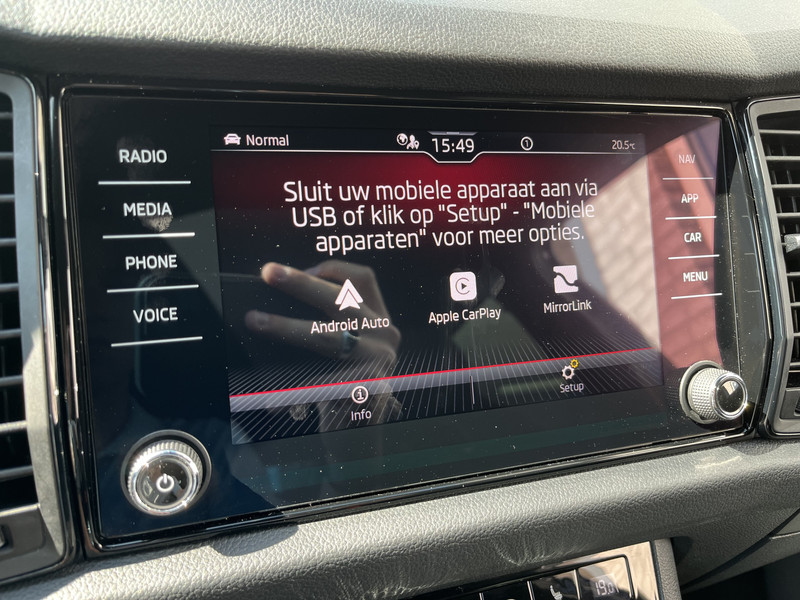 Normal
15:49
20.5°C
RADIO
MEDIA
PHONE
VOICE
Sluit uw mobiele apparaat aan via
USB of klik op "Setup" - "Mobiele
apparaten" voor meer opties.
Android Auto
Apple CarPlay
MirrorLink
Info
Setup
NAV
APP
CAR
MENU